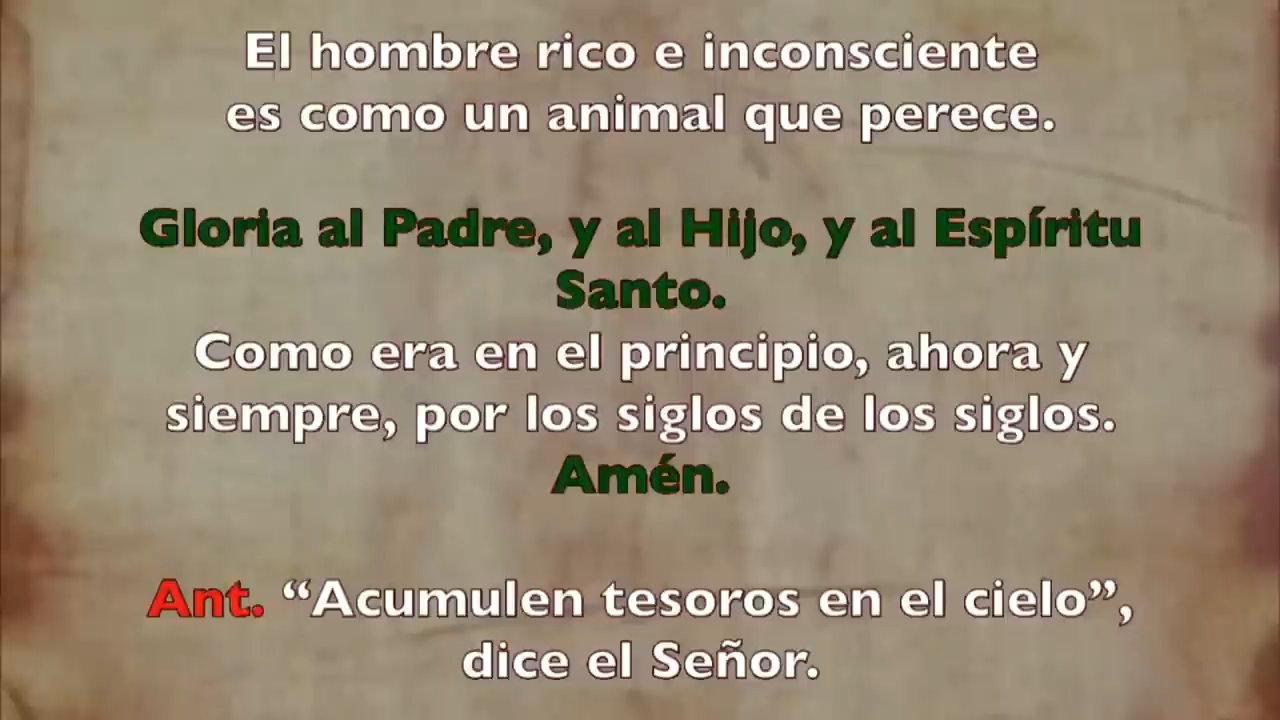 El hombre rico e inconsciente
es como un animal que perece.
Gloria al Padre, y al Hijo, y al Espíritu
Santo.
Como era en el principio, ahora y
siempre, por los siglos de los siglos.
Amén.
Ant. “Acumulen tesoros en el cielo”,
dice el Señor.